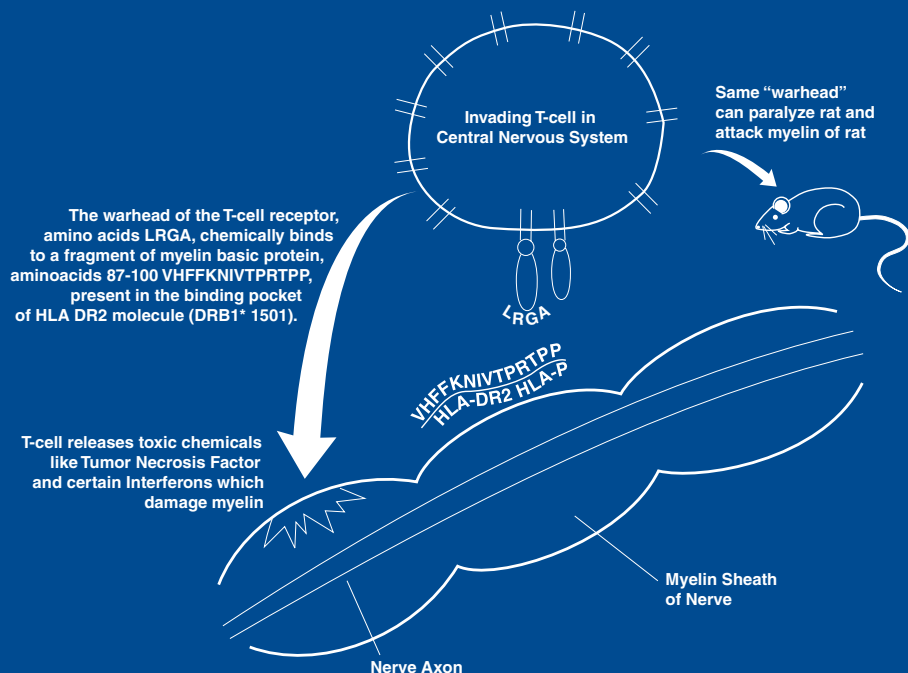 Invading T-cell in
Central Nervous System
Same “warhead”
can paralyze rat and
attack myelin of rat
The warhead of the T-cell receptor,
amino acids LRGA, chemically binds
to a fragment of myelin basic protein,
aminoacids 87-100 VHFFKNIVTPRTPP,
present in the binding pocket
of HLA DR2 molecule (DRB1* 1501).
LRGA
VHFFKNIVTPRTPP
HLA-DR2 HLA-P
T-cell releases toxic chemicals
like Tumor Necrosis Factor
and certain Interferons which
damage myelin
Myelin Sheath
of Nerve
Nerve Axon